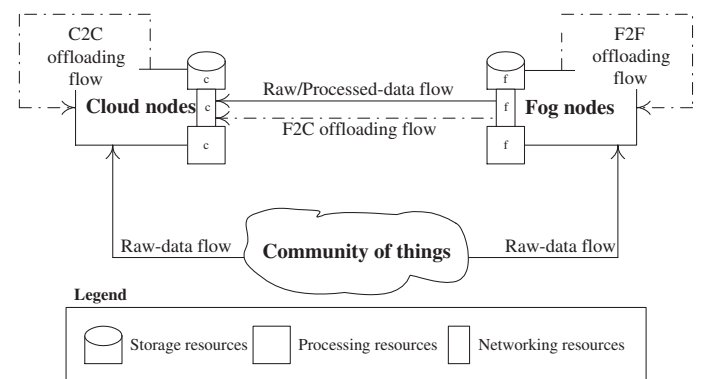 C2C
offloading
flow
F2F
offloading
flow
c
f
Raw/Processed-data flow
Cloud nodes
c
f
Fog nodes
F2C offloading flow
c
f
Raw-data flow
Community of things
Raw-data flow
Legend
Storage resources
Processing resources
Networking resources